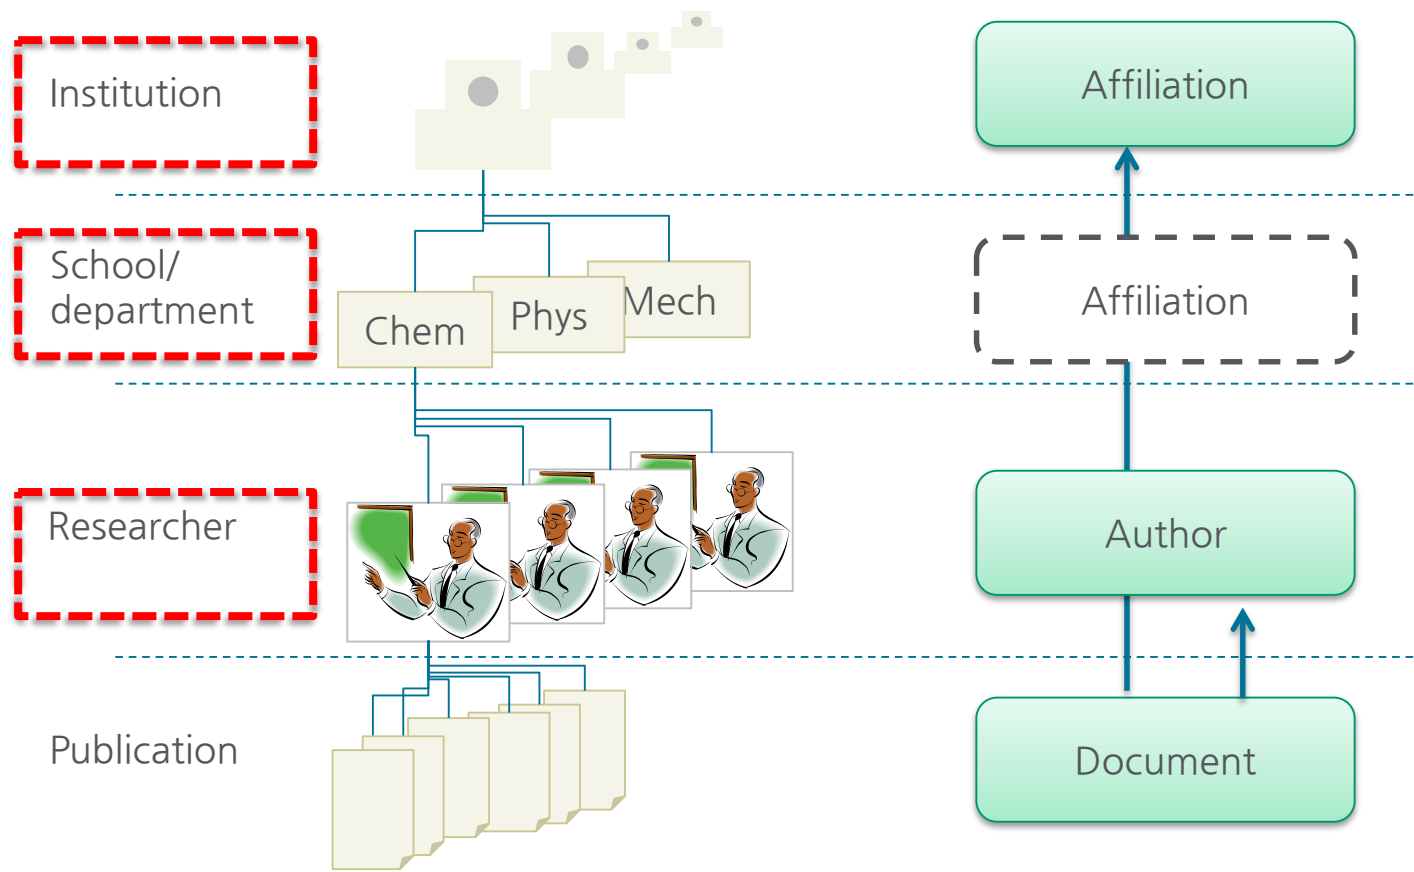 Institution
Affiliation
School/
department
Chem
Phys
Mech
Affiliation
Researcher
Author
Publication
Document